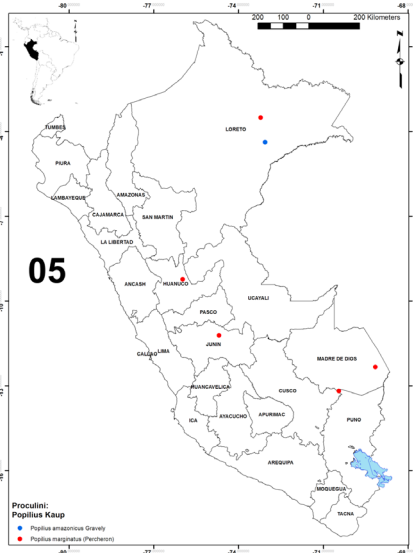 -80 -77 -74 -71 -68
200 100 0 200 Kilometers
N
TUMBES
LORETO
PIURA
LAMBAYEQUE
AMAZONAS
CAJAMARCA
SAN MARTIN
LA LIBERTAD
05
ANCASH
HUANUCO
UCAYALI
PASCO
JUNIN
CALLAO
LIMA
MADRE DE DIOS
HUANCAVELICA
CUSCO
ICA
AYACUCHO
APURIMAC
PUNO
AREQUIPA
MOQUEGUA
TACNA
Proculini:
Popilius Kaup
Popilius amazonicus Gravely
Popilius marginatus (Percheron)
-80 -77 -74 -71 -68